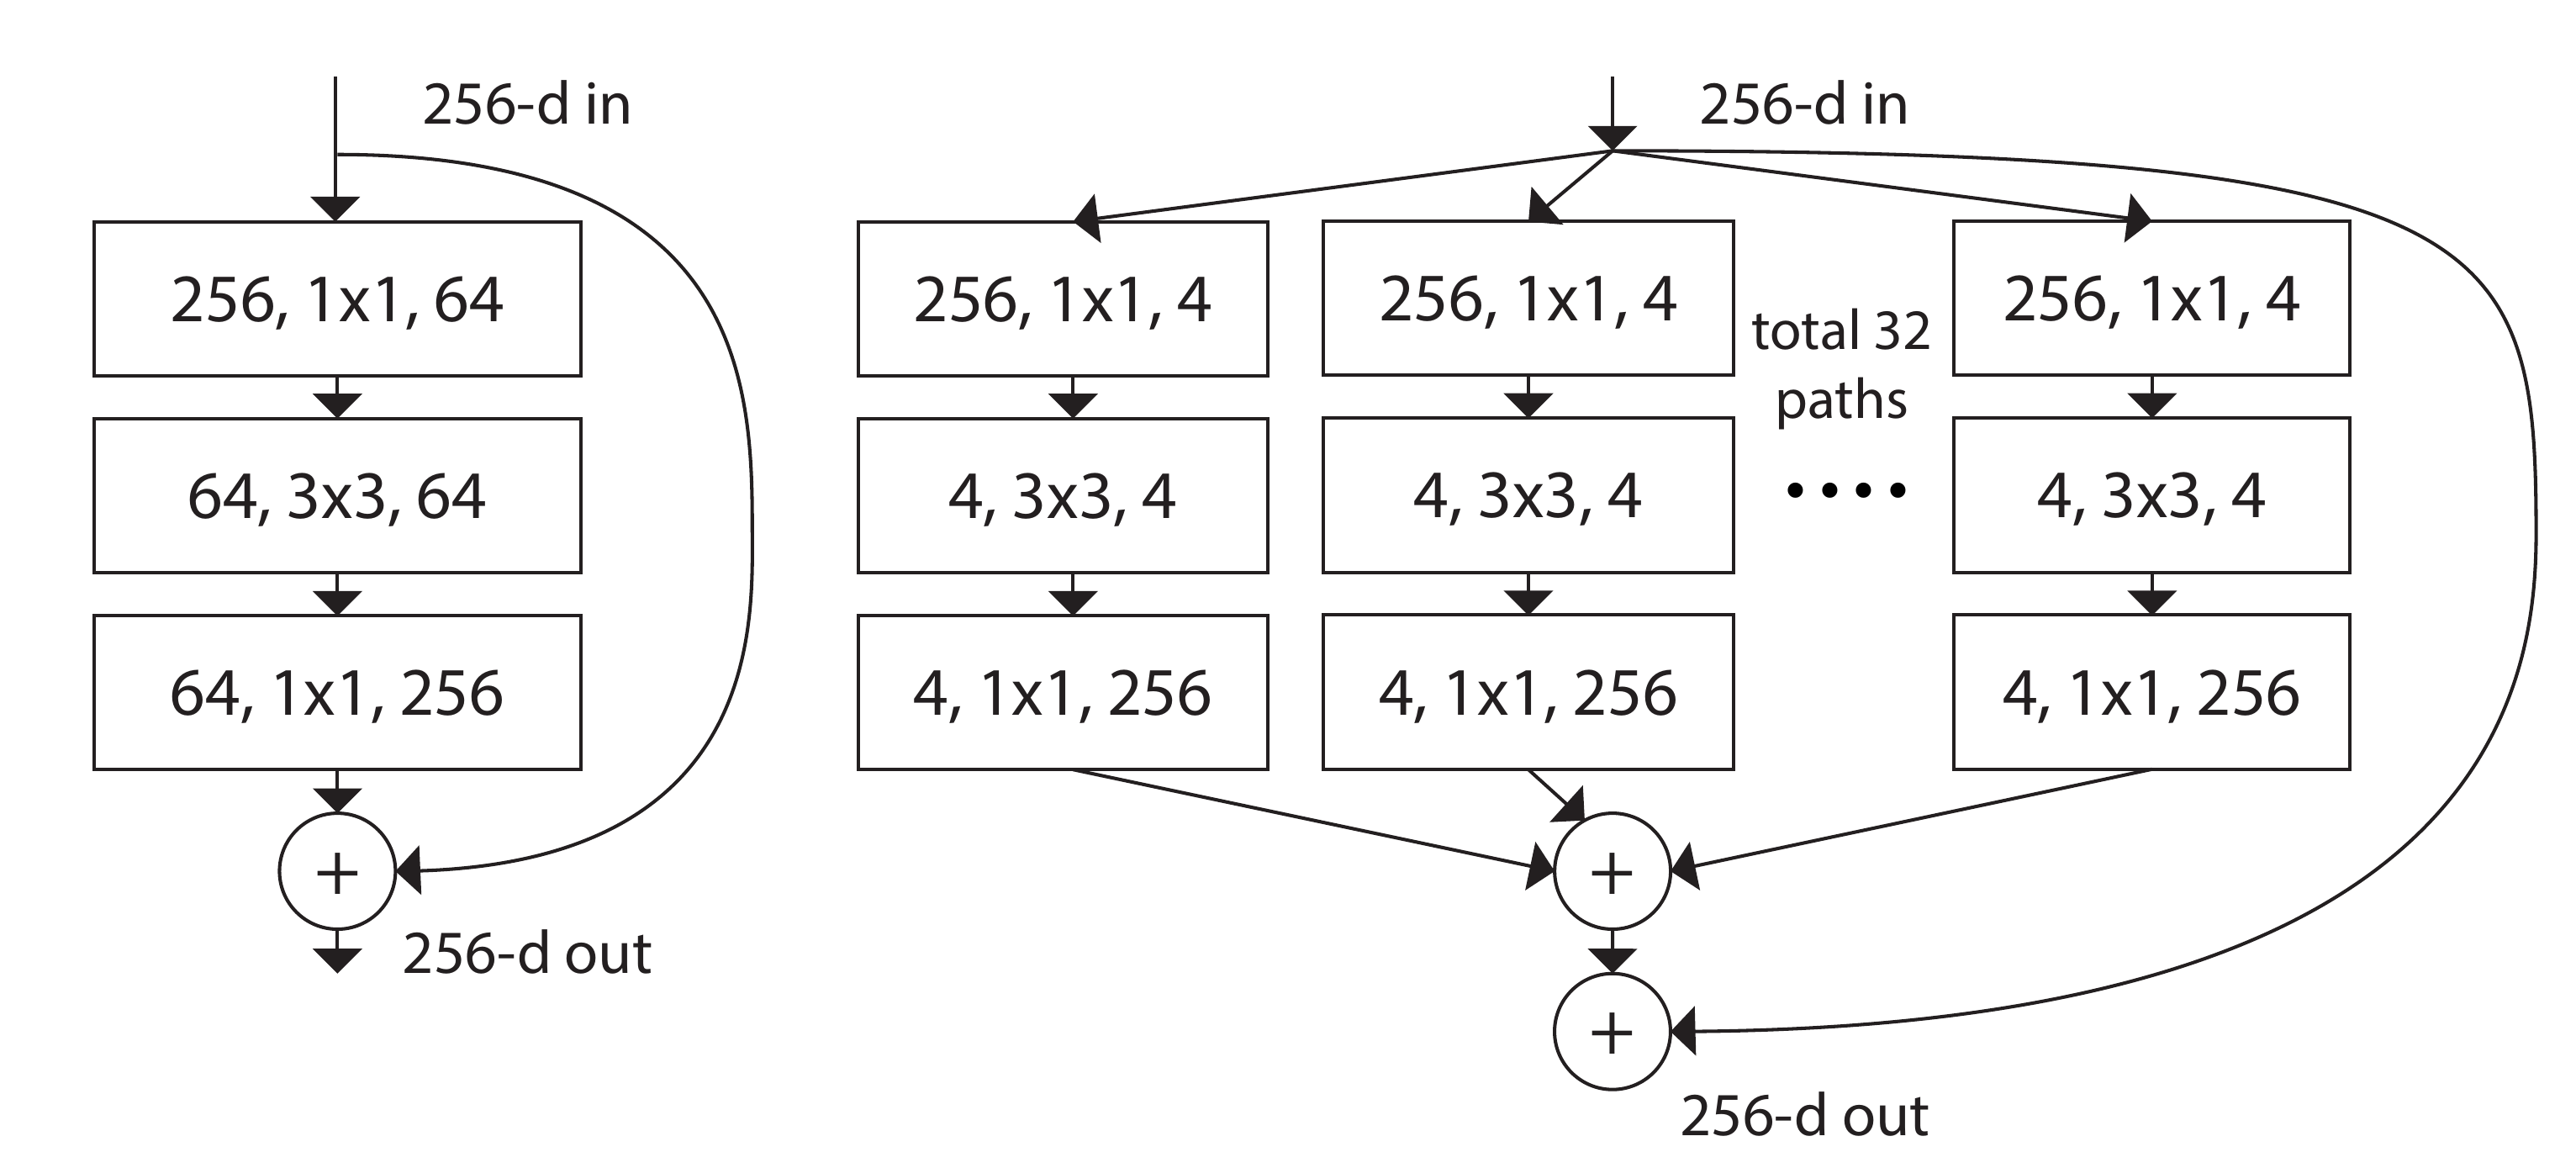 256-d in
256, 1x1, 64
64, 3x3, 64
64, 1x1, 256
+
256-d out
256-d in
256, 1x1, 4
256, 1x1, 4
total 32
paths
256, 1x1, 4
4, 3x3, 4
4, 3x3, 4
....
4, 3x3, 4
4, 1x1, 256
4, 1x1, 256
4, 1x1, 256
+
+
256-d out